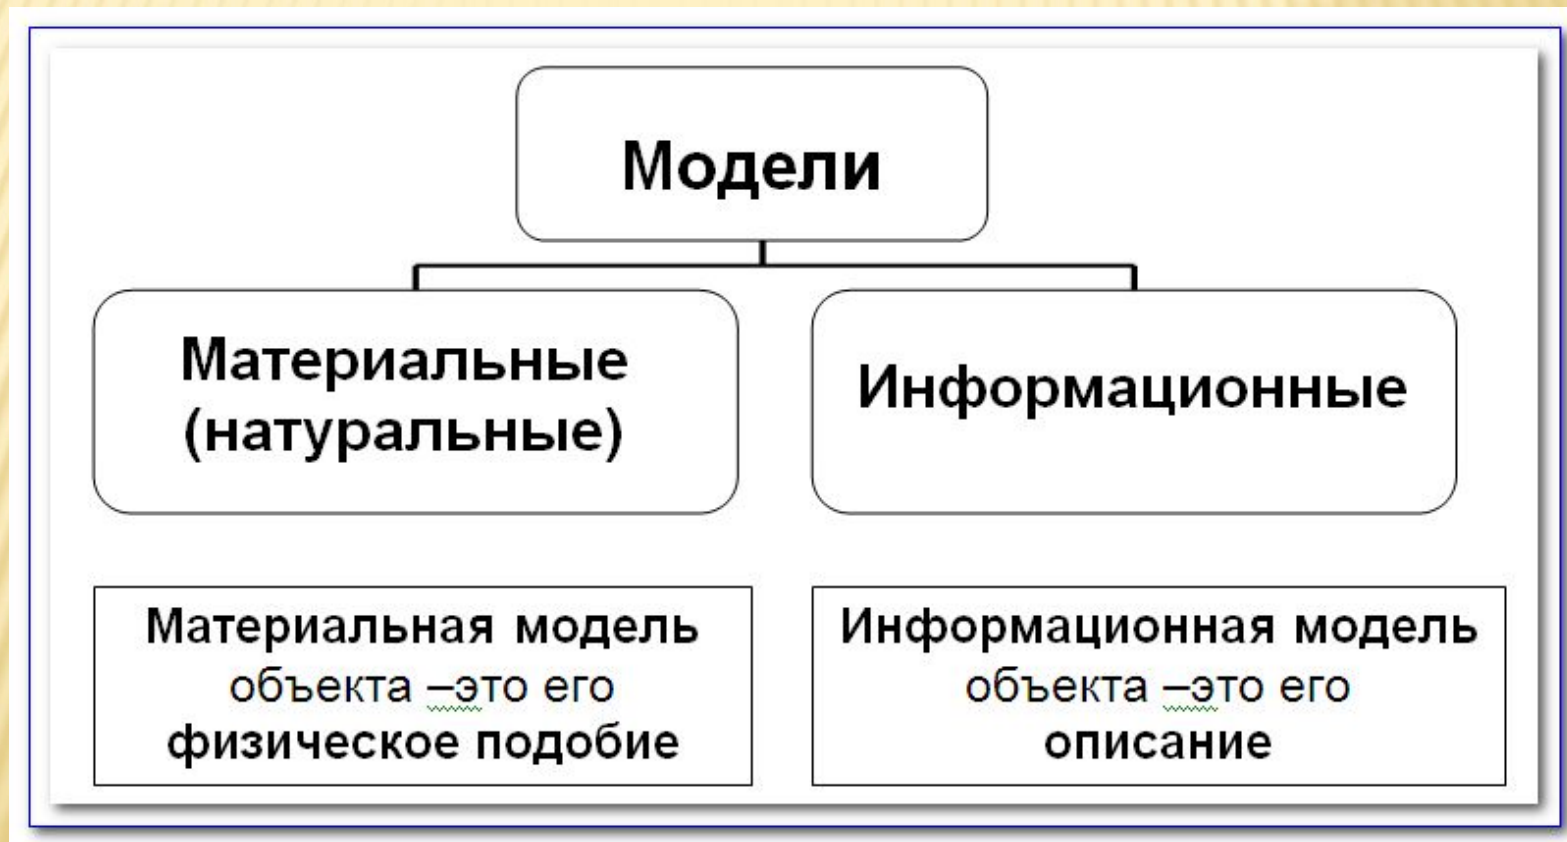 Модели
Материальные
(натуральные)
Информационные
Материальная модель
объекта –это его
физическое подобие
Информационная модель
объекта –это его
описание